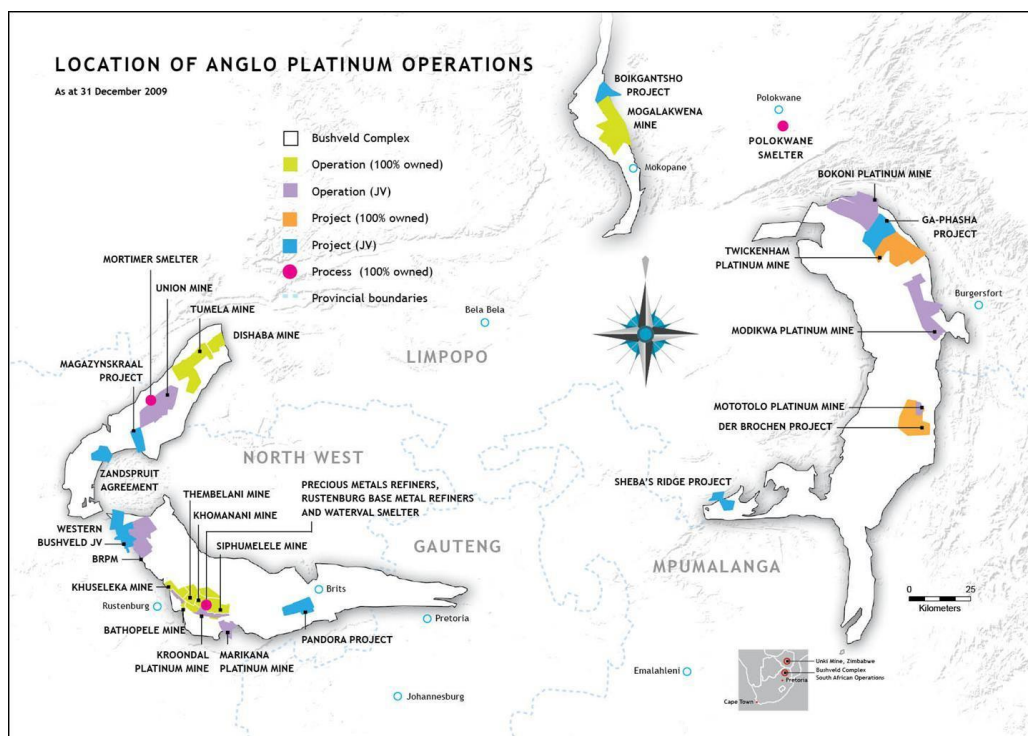 LOCATION OF ANGLO PLATINUM OPERATIONS
As at 31 December 2009
Bushveld Complex
Operation (100% owned)
Operation (JV)
Project (100% owned)
Project (JV)
Process (100% owned)
Provincial boundaries
BOIKGANTSHO
PROJECT
MOGALAKWENA
MINE
Mokopane
Polokwane
POLOKWANE
SMELTER
BOKONI PLATINUM MINE
GA-PHASHA
PROJECT
TWICKENHAM
PLATINUM MINE
Burgersfort
MODIKWA PLATINUM MINE
MOTOTOLO PLATINUM MINE
DER BROCHEN PROJECT
SHEBA'S RIDGE PROJECT
MORTIMER SMELTER
UNION MINE
TUMELA MINE
DISHABA MINE
MAGAZYNSKRAAL
PROJECT
Bela Bela
LIMPOPO
ZANDSPRUIT
AGREEMENT
NORTH WEST
THEMBELANI MINE
KHOMANANI MINE
PRECIOUS METALS REFINERS,
RUSTENBURG BASE METAL REFINERS
AND WATERVAL SMELTER
SIPHUMELELE MINE
WESTERN
BUSHVELD JV
BRPM
GAUTENG
MPUMALANGA
KHUSELEKA MINE
Rustenburg
BATHOPELE MINE
KROONDAL
PLATINUM MINE
MARIKANA
PLATINUM MINE
Brits
PANDORA PROJECT
Pretoria
Johannesburg
Emalahleni
0 25
Kilometers
Unki Mine, Zimbabwe
Bushveld Complex
South African Operations
Pretoria
Cape Town